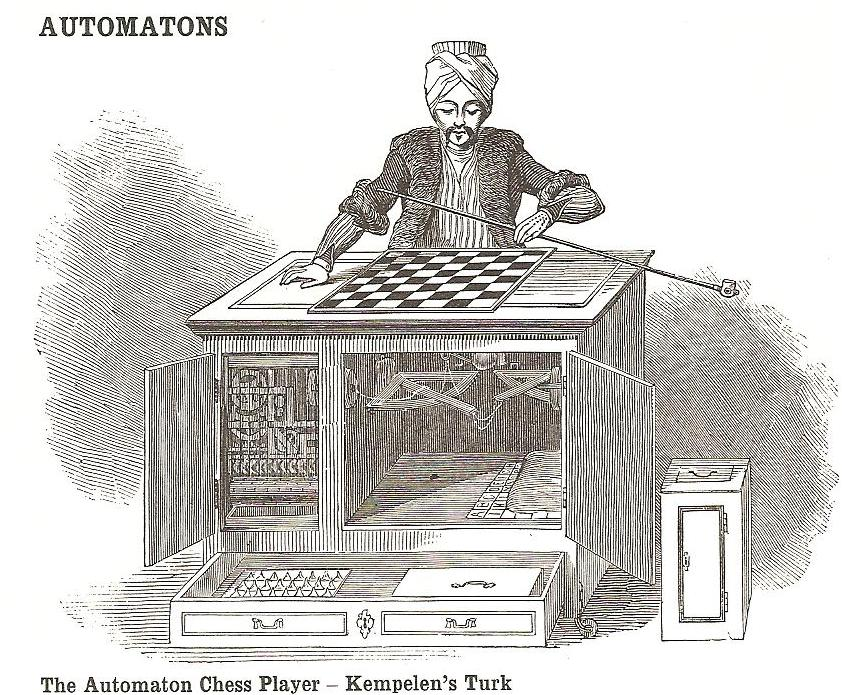 AUTOMATONS
The Automaton Chess Player – Kempelen's Turk